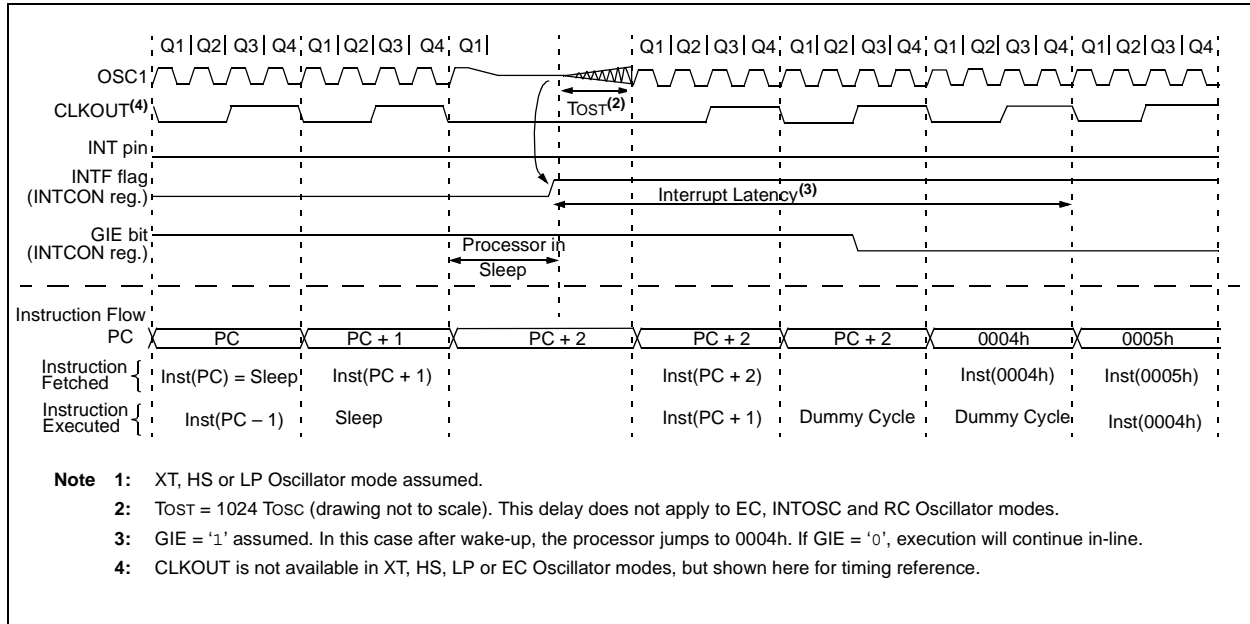 Q1 Q2 Q3 Q4 Q1 Q2 Q3 Q4 Q1 Q1 Q2 Q3 Q4 Q1 Q2 Q3 Q4 Q1 Q2 Q3 Q4 Q1 Q2 Q3 Q4
OSC1
TOST(2)
CLKOUT(4)
INT pin
INTF flag
(INTCON reg.)
Interrupt Latency(3)
GIE bit
(INTCON reg.)
Processor in
Sleep
Instruction Flow
PC PC PC + 1 PC + 2 PC + 2 PC + 2 0004h 0005h
Instruction
Fetched { Inst(PC) = Sleep Inst(PC + 1) Inst(PC + 2) Inst(0004h) Inst(0005h)
Instruction
Executed { Inst(PC – 1) Sleep Inst(PC + 1) Dummy Cycle Dummy Cycle Inst(0004h)
Note 1: XT, HS or LP Oscillator mode assumed.
2: TOST = 1024 TOSC (drawing not to scale). This delay does not apply to EC, INTOSC and RC Oscillator modes.
3: GIE = ‘1’ assumed. In this case after wake-up, the processor jumps to 0004h. If GIE = ‘0’, execution will continue in-line.
4: CLKOUT is not available in XT, HS, LP or EC Oscillator modes, but shown here for timing reference.